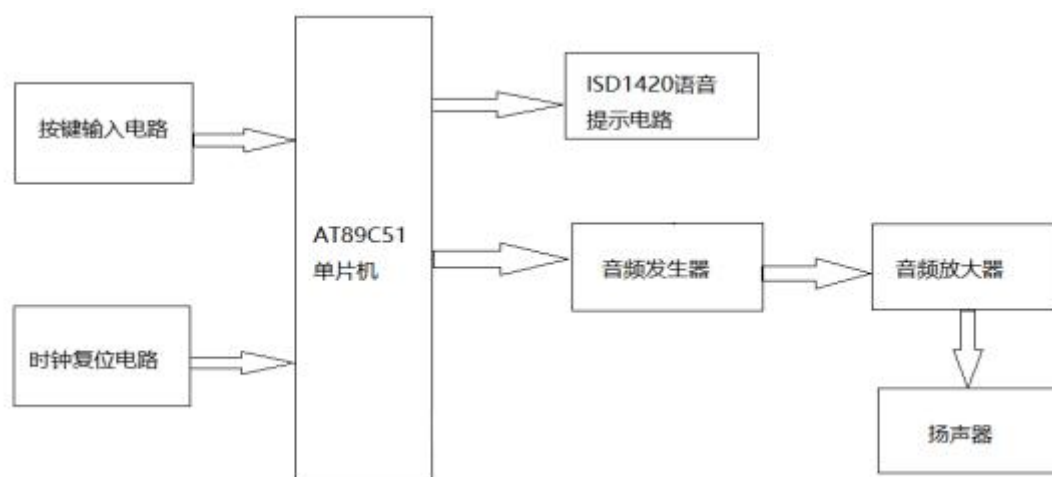 按键输入电路
时钟复位电路
AT89C51
单片机
ISD1420语音
提示电路
音频发生器
音频放大器
扬声器